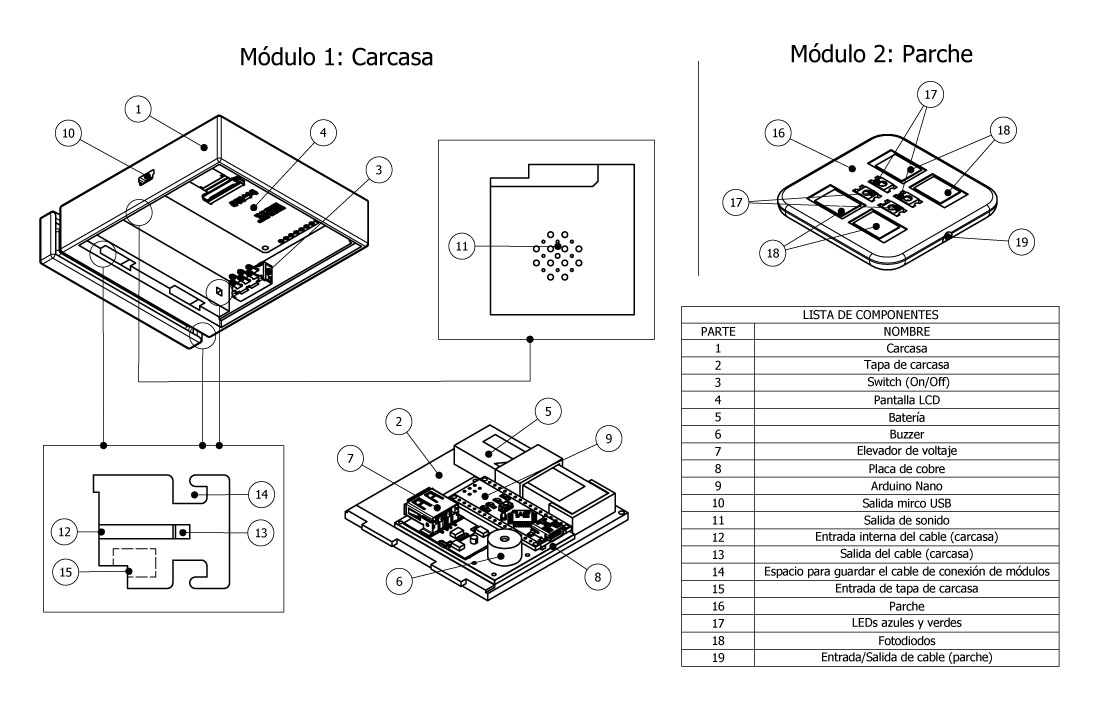 Módulo 1: Carcasa
Módulo 2: Parche
1
10
4
3
11
17
16
18
17
18
19
5
2
9
7
6
8
14
12
13
15
LISTA DE COMPONENTES
PARTE NOMBRE
1 Carcasa
2 Tapa de carcasa
3 Switch (On/Off)
4 Pantalla LCD
5 Batería
6 Buzzer
7 Elevador de voltaje
8 Placa de cobre
9 Arduino Nano
10 Salida mirco USB
11 Salida de sonido
12 Entrada interna del cable (carcasa)
13 Salida del cable (carcasa)
14 Espacio para guardar el cable de conexión de módulos
15 Entrada de tapa de carcasa
16 Parche
17 LEDs azules y verdes
18 Fotodiodos
19 Entrada/Salida de cable (parche)